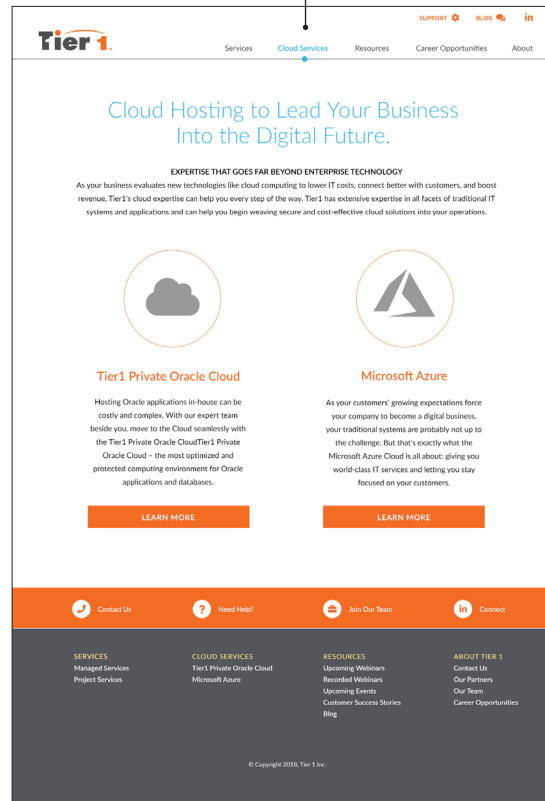 SUPPORT BLOG in
Tier 1
Services Cloud Services Resources Career Opportunities About
Cloud Hosting to Lead Your Business
Into the Digital Future.
EXPERTISE THAT GOES FAR BEYOND ENTERPRISE TECHNOLOGY
As your business evaluates new technologies like cloud computing to lower IT costs, connect better with customers, and boost
revenue, Tier1's cloud expertise can help you every step of the way. Tier1 has extensive expertise in all facets of traditional IT
systems and applications and can help you begin weaving secure and cost-effective cloud solutions into your operations.
Tier1 Private Oracle Cloud
Hosting Oracle applications in-house can be
costly and complex. With our expert team
beside you, move to the Cloud seamlessly with
the Tier1 Private Oracle CloudTier1 Private
Oracle Cloud – the most optimized and
protected computing environment for Oracle
applications and databases.
LEARN MORE
Microsoft Azure
As your customers' growing expectations force
your company to become a digital business,
your traditional systems are probably not up to
the challenge. But that's exactly what the
Microsoft Azure Cloud is all about: giving you
world-class IT services and letting you stay
focused on your customers.
LEARN MORE
Contact Us
? Need Help?
Join Our Team
in Connect
SERVICES
Managed Services
Project Services
CLOUD SERVICES
Tier1 Private Oracle Cloud
Microsoft Azure
RESOURCES
Upcoming Webinars
Recorded Webinars
Upcoming Events
Customer Success Stories
Blog
ABOUT TIER 1
Contact Us
Our Partners
Our Team
Career Opportunities
© Copyright 2018, Tier 1 Inc.